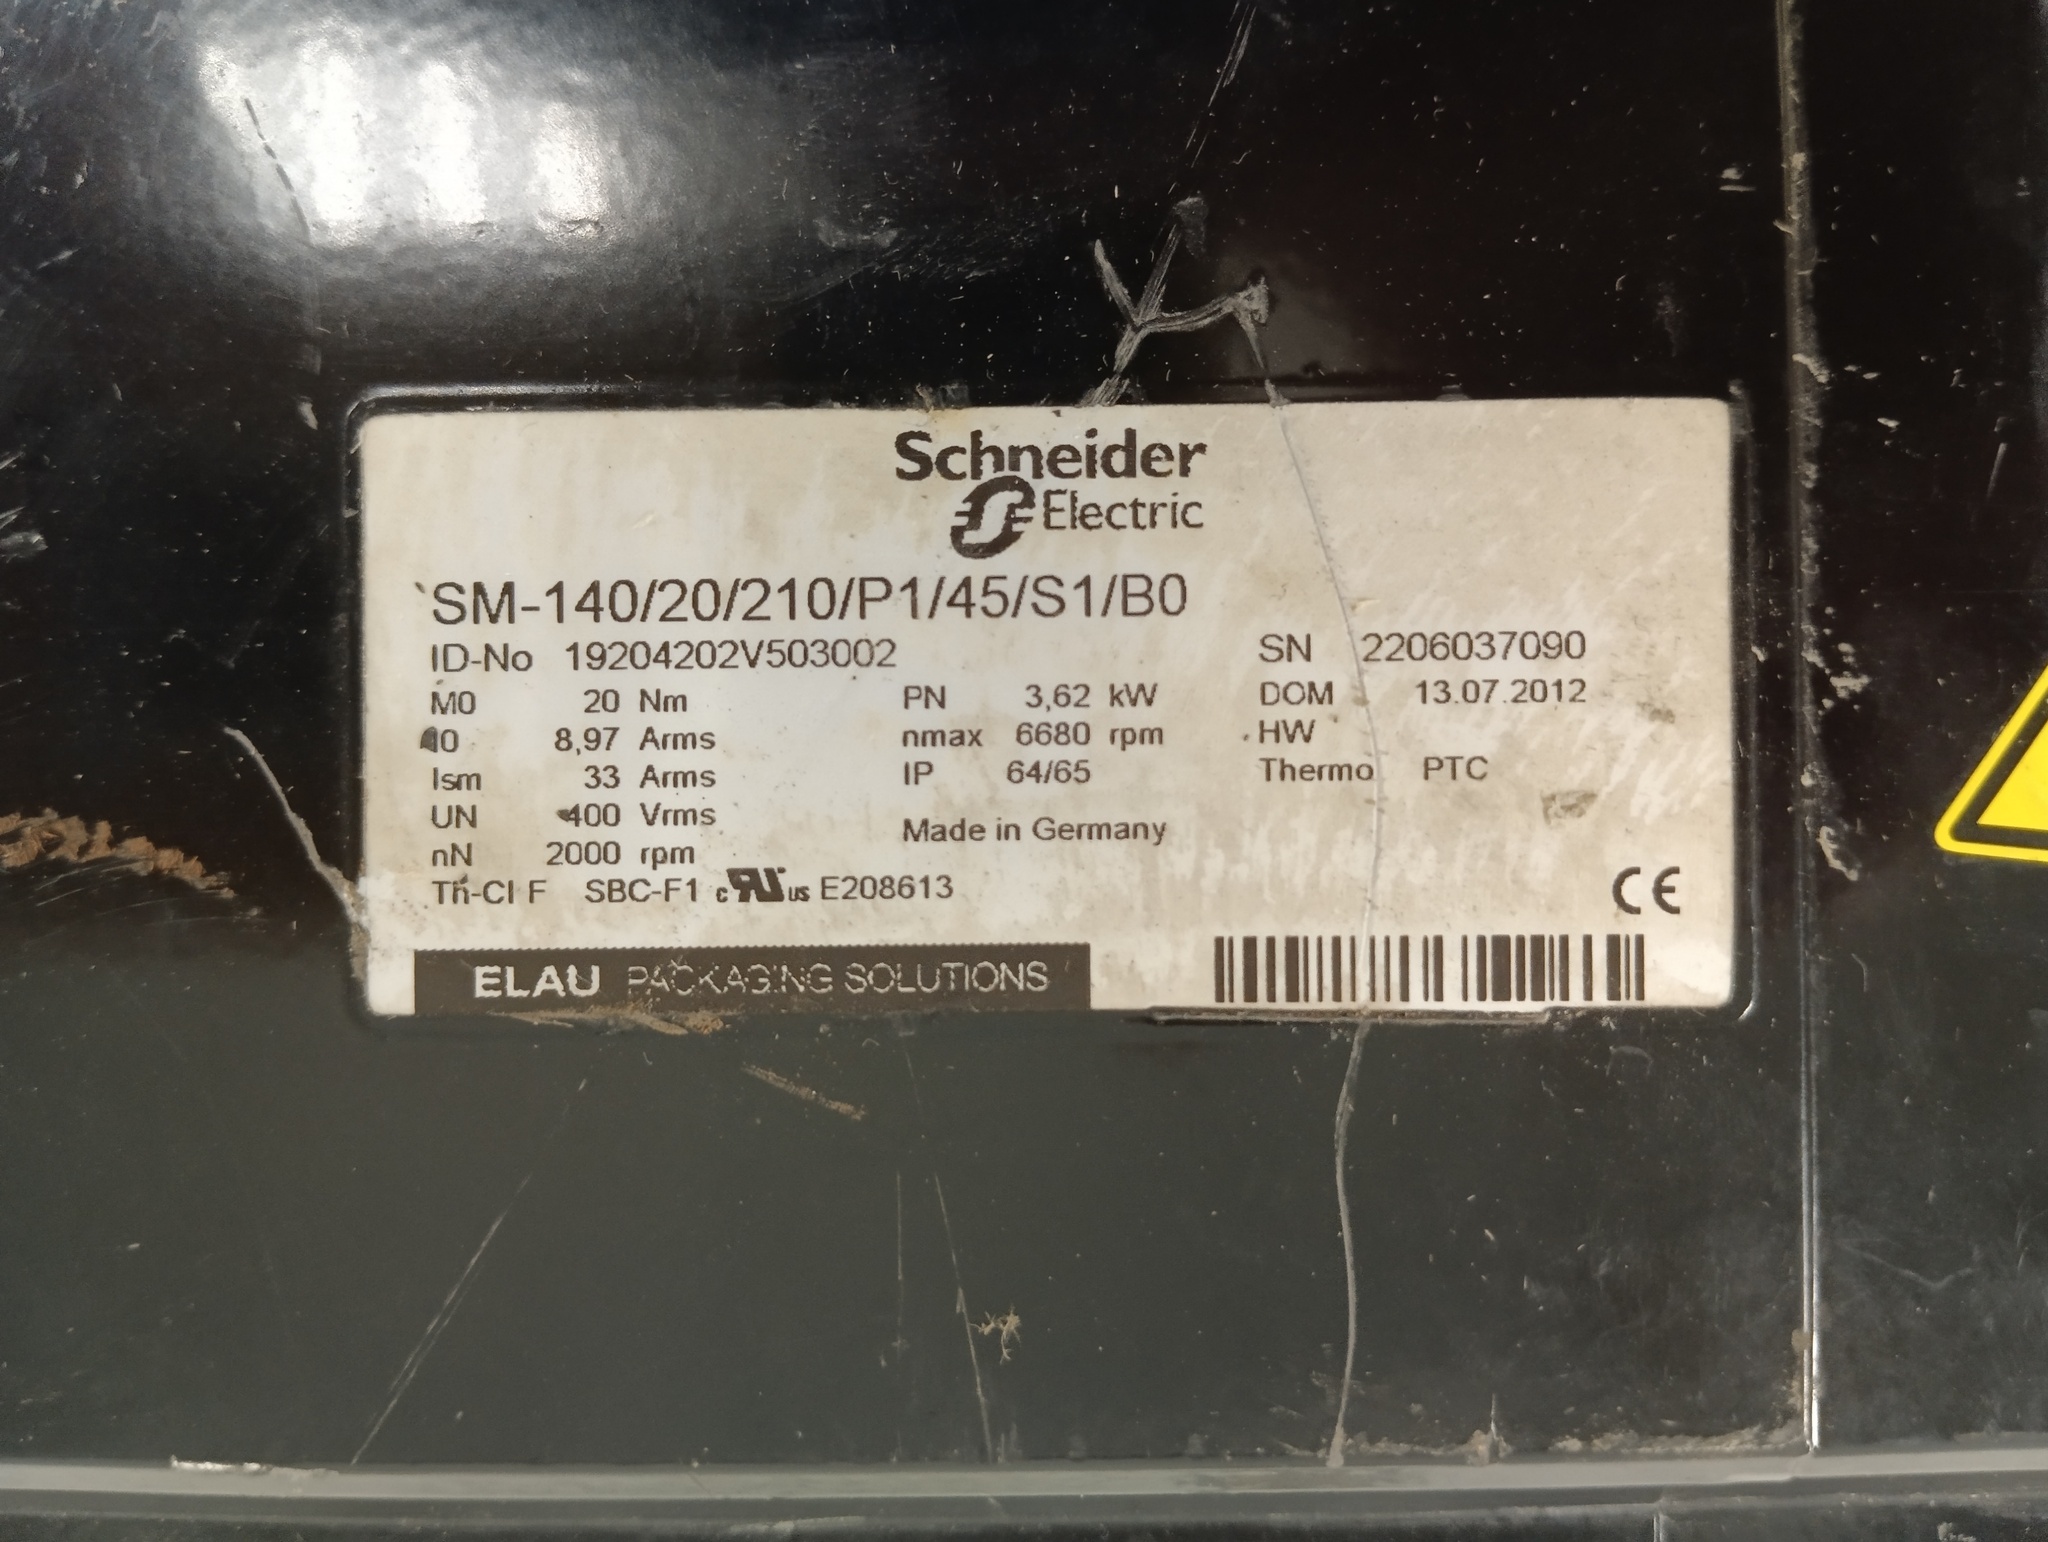 Schneider
Electric
SM-140/20/210/P1/45/S1/B0
ID-No 19204202V503002 SN 2206037090
M0 20 Nm PN 3,62 kW DOM 13.07.2012
I0 8,97 Arms nmax 6680 rpm HW
Ism 33 Arms IP 64/65 Thermo PTC
UN 400 Vrms Made in Germany
nN 2000 rpm
Th-Cl F SBC-F1 c RU us E208613 CE
ELAU PACKAGING SOLUTIONS